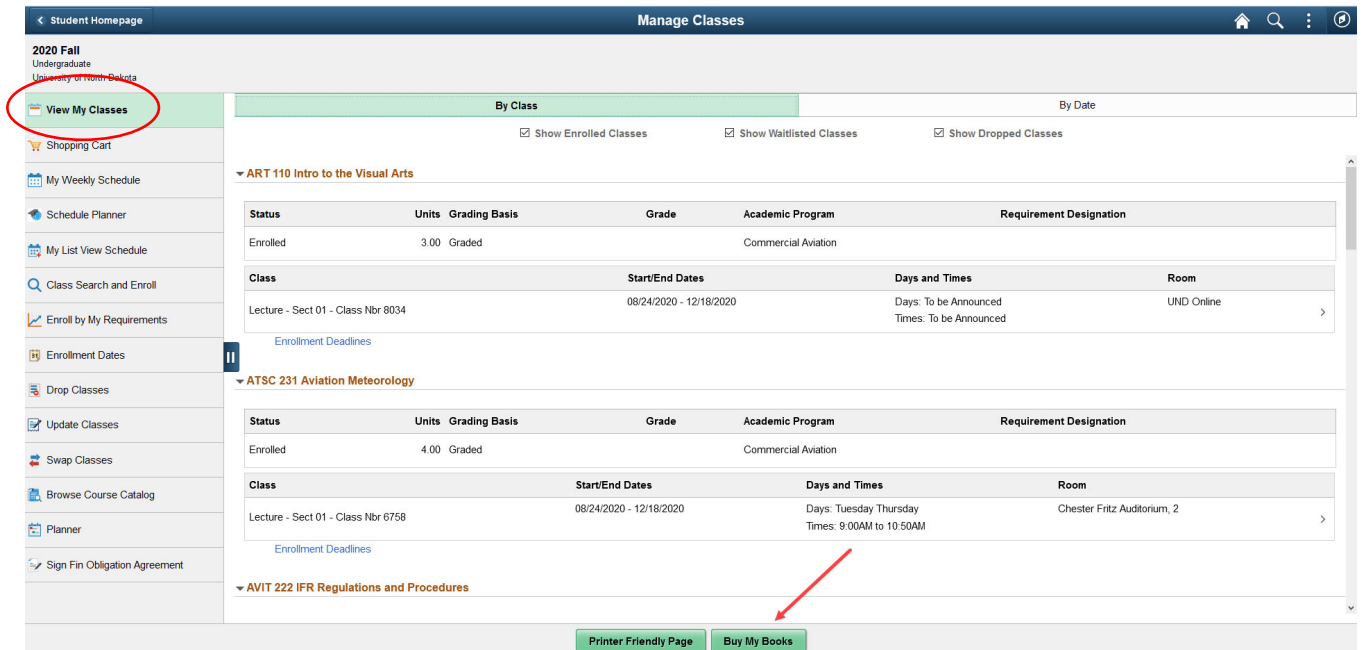 Student Homepage
Manage Classes
2020 Fall
Undergraduate
University of North Dakota
View My Classes
Shopping Cart
My Weekly Schedule
Schedule Planner
My List View Schedule
Class Search and Enroll
Enroll by My Requirements
Enrollment Dates
Drop Classes
Update Classes
Swap Classes
Browse Course Catalog
Planner
Sign Fin Obligation Agreement
By Class By Date
Show Enrolled Classes Show Waitlisted Classes Show Dropped Classes
ART 110 Intro to the Visual Arts
Status Units Grading Basis Grade Academic Program Requirement Designation
Enrolled 3.00 Graded Commercial Aviation
Class Start/End Dates Days and Times Room
Lecture - Sect 01 - Class Nbr 8034 08/24/2020 - 12/18/2020 Days: To be Announced UND Online
Times: To be Announced
Enrollment Deadlines
ATSC 231 Aviation Meteorology
Status Units Grading Basis Grade Academic Program Requirement Designation
Enrolled 4.00 Graded Commercial Aviation
Class Start/End Dates Days and Times Room
Lecture - Sect 01 - Class Nbr 6758 08/24/2020 - 12/18/2020 Days: Tuesday Thursday Chester Fritz Auditorium, 2
Times: 9:00AM to 10:50AM
Enrollment Deadlines
AVIT 222 IFR Regulations and Procedures
Printer Friendly Page Buy My Books